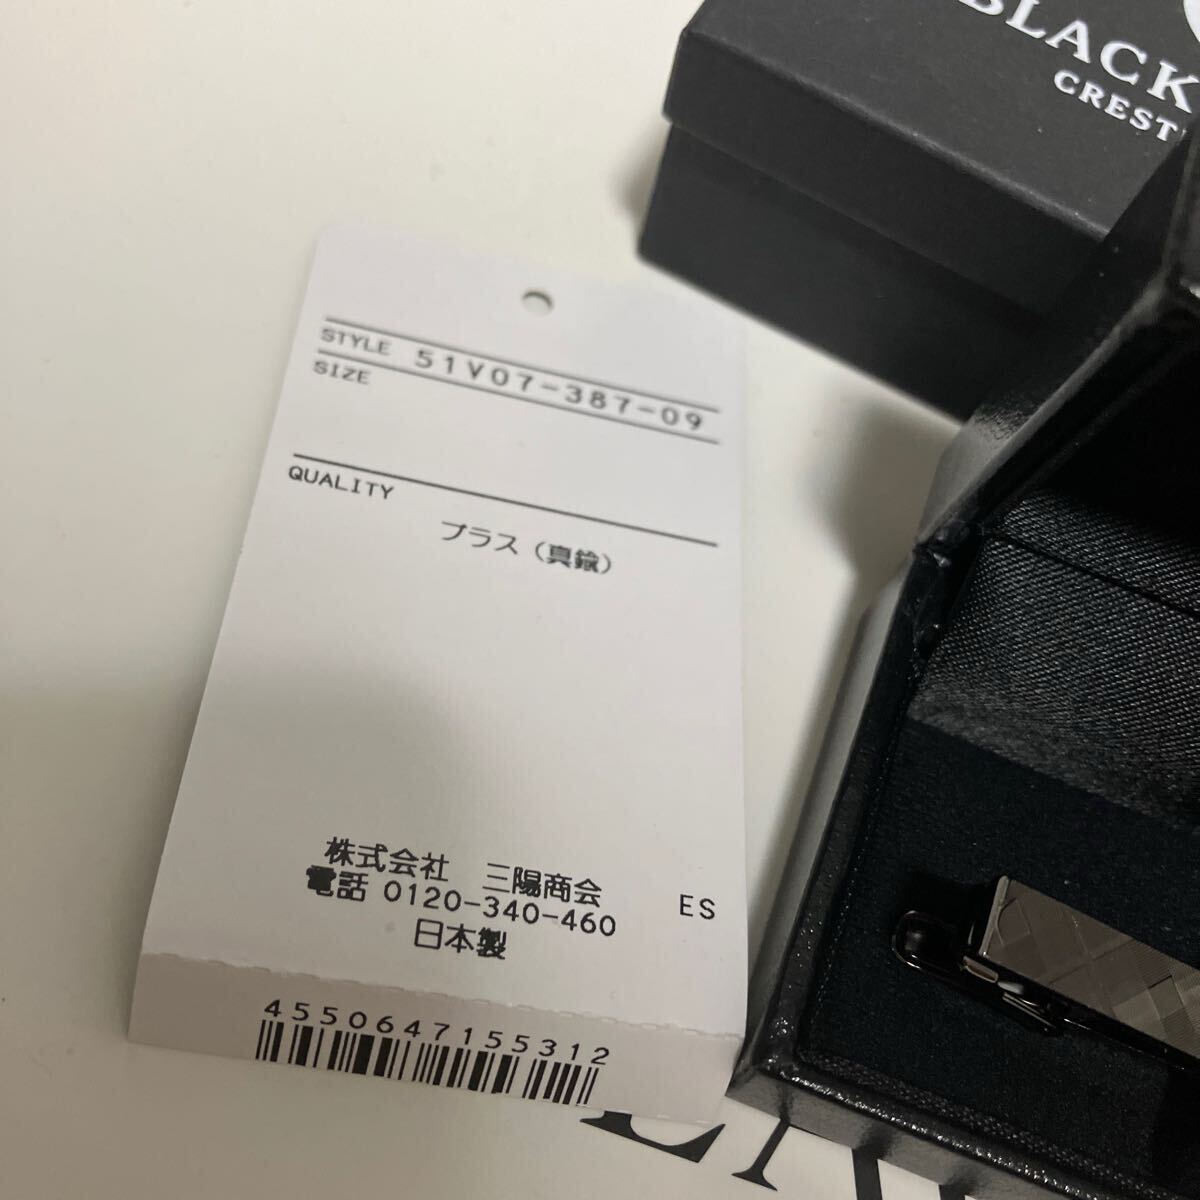 BLACK
CREST
STYLE 51V07-387-09
SIZE
QUALITY
ブラス（真鍮）
株式会社 三陽商会
電話 0120-340-460
ES
日本製
4550647155312